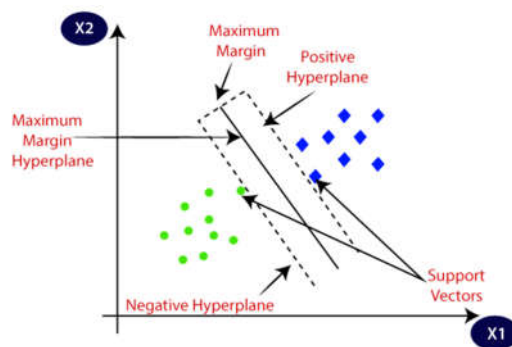 X2
Maximum
Margin
Positive
Hyperplane
Maximum
Margin
Hyperplane
Support
Vectors
Negative Hyperplane
X1